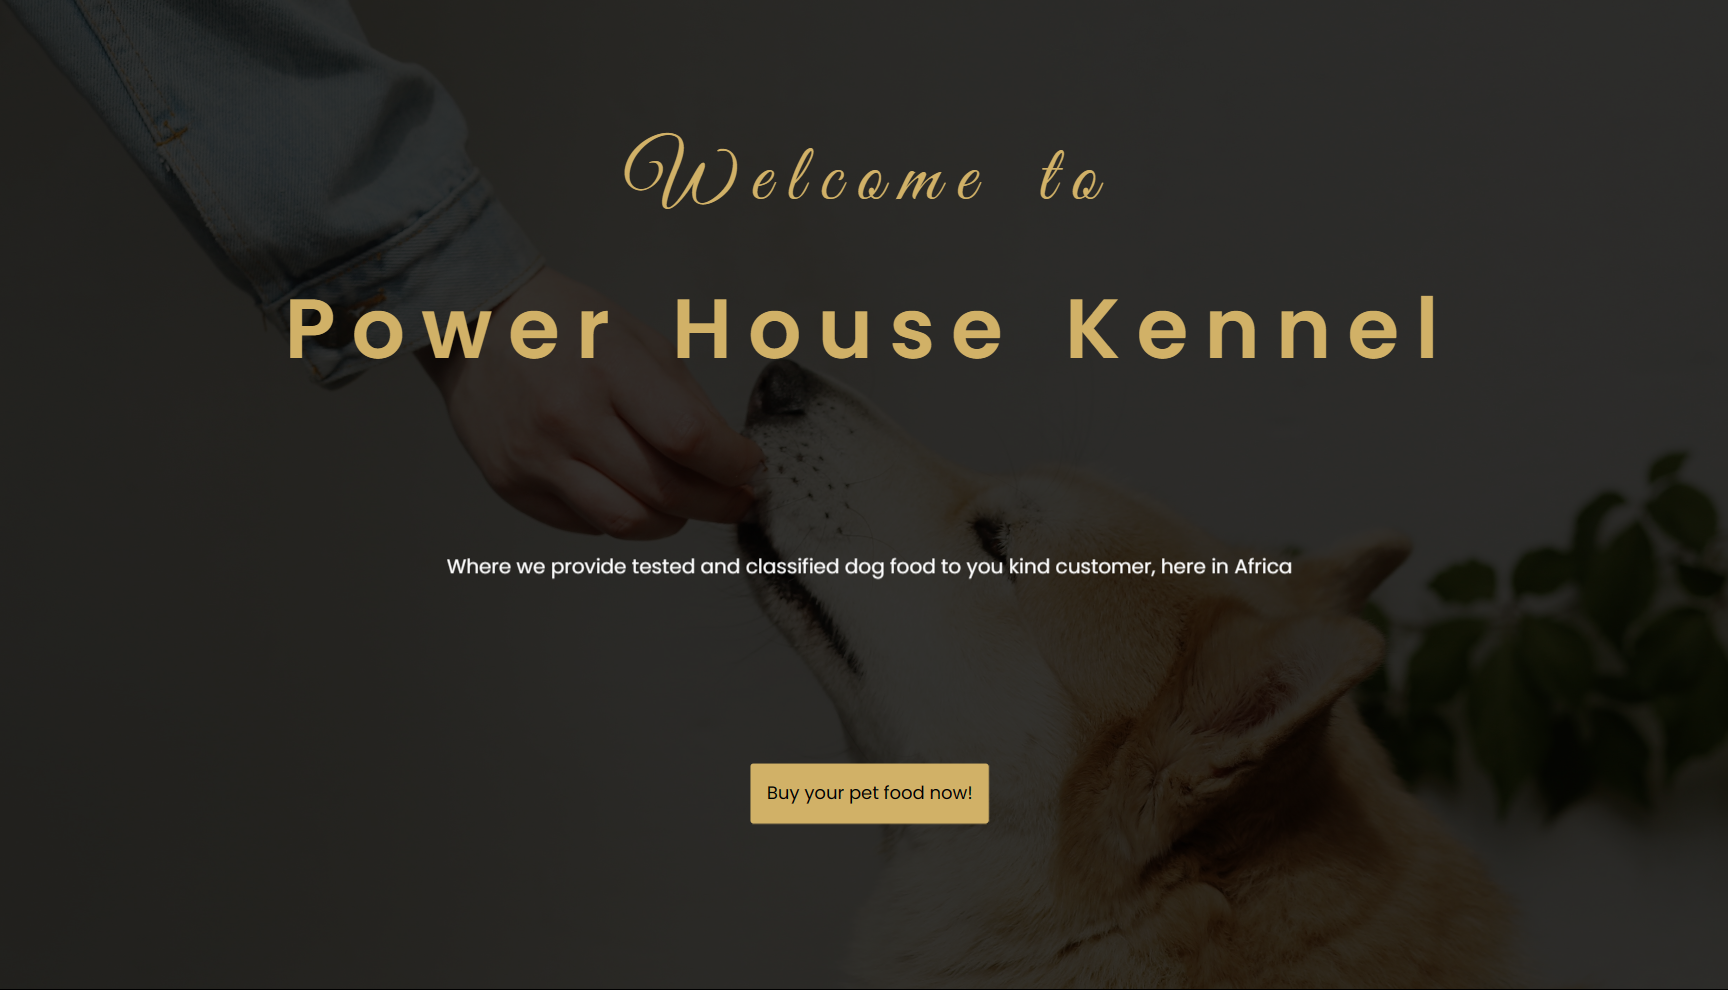 Welcome to
Power House Kennel
Where we provide tested and classified dog food to you kind customer, here in Africa
Buy your pet food now!